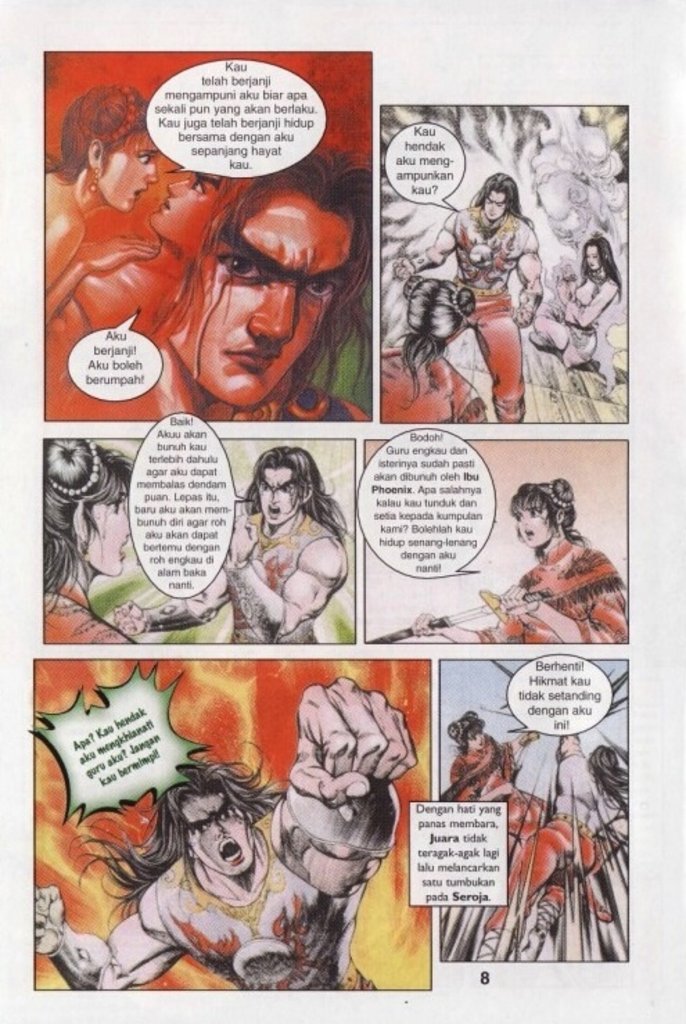 Kau
telah berjanji
mengampuni aku biar apa
sekali pun yang akan berlaku.
Kau juga telah berjanji hidup
bersama dengan aku
sepanjang hayat
kau.
Aku
berjanji!
Aku boleh
berumpah!
Kau
hendak
aku meng-
ampunkan
kau?
Baik!
Akuu akan
bunuh kau
terlebih dahulu
agar aku dapat
membalas dendam
puan. Lepas itu,
baru aku akan mem-
bunuh diri agar roh
aku akan dapat
bertemu dengan
roh engkau di
alam baka
nanti.
Bodoh!
Guru engkau dan
isterinya sudah pasti
akan dibunuh oleh Ibu
Phoenix. Apa salahnya
kalau kau tunduk dan
setia kepada kumpulan
kami? Bolehlah kau
hidup senang-lenang
dengan aku
nanti!
Apa? Kau hendak
aku mengkhianati
guru aku? Jangan
kau bermimpi!
Berhenti!
Hikmat kau
tidak setanding
dengan aku
ini!
Dengan hati yang
panas membara,
Juara tidak
teragak-agak lagi
lalu melancarkan
satu tumbukan
pada Seroja.
8